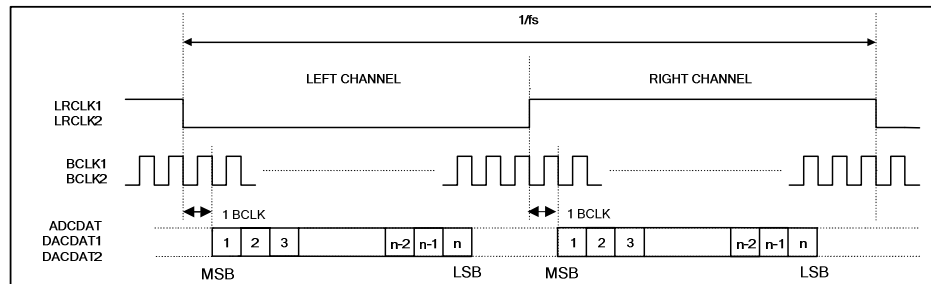 1/fs
LEFT CHANNEL
RIGHT CHANNEL
LRCLK1
LRCLK2
BCLK1
BCLK2
1 BCLK
1 BCLK
ADCDAT
DACDAT1
DACDAT2
1 2 3 n-2 n-1 n
1 2 3 n-2 n-1 n
MSB LSB MSB LSB